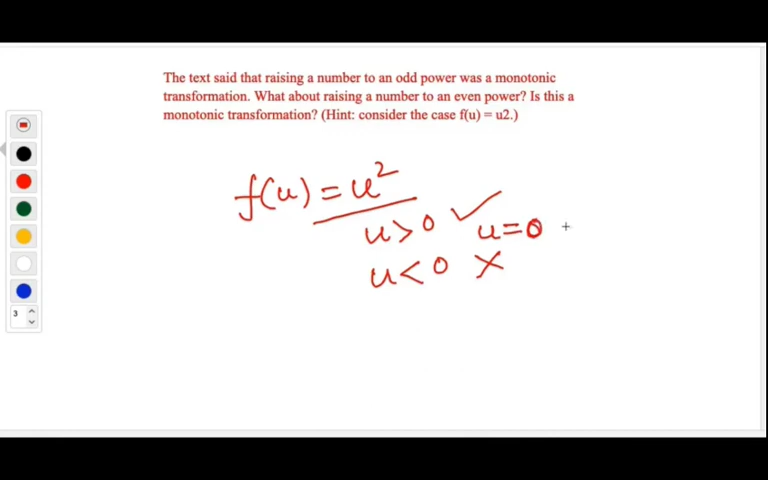 The text said that raising a number to an odd power was a monotonic
transformation. What about raising a number to an even power? Is this a
monotonic transformation? (Hint: consider the case f(u) = u2.)
f(u) = u²
u > 0 ✓ u = 0
u < 0 ✗
3